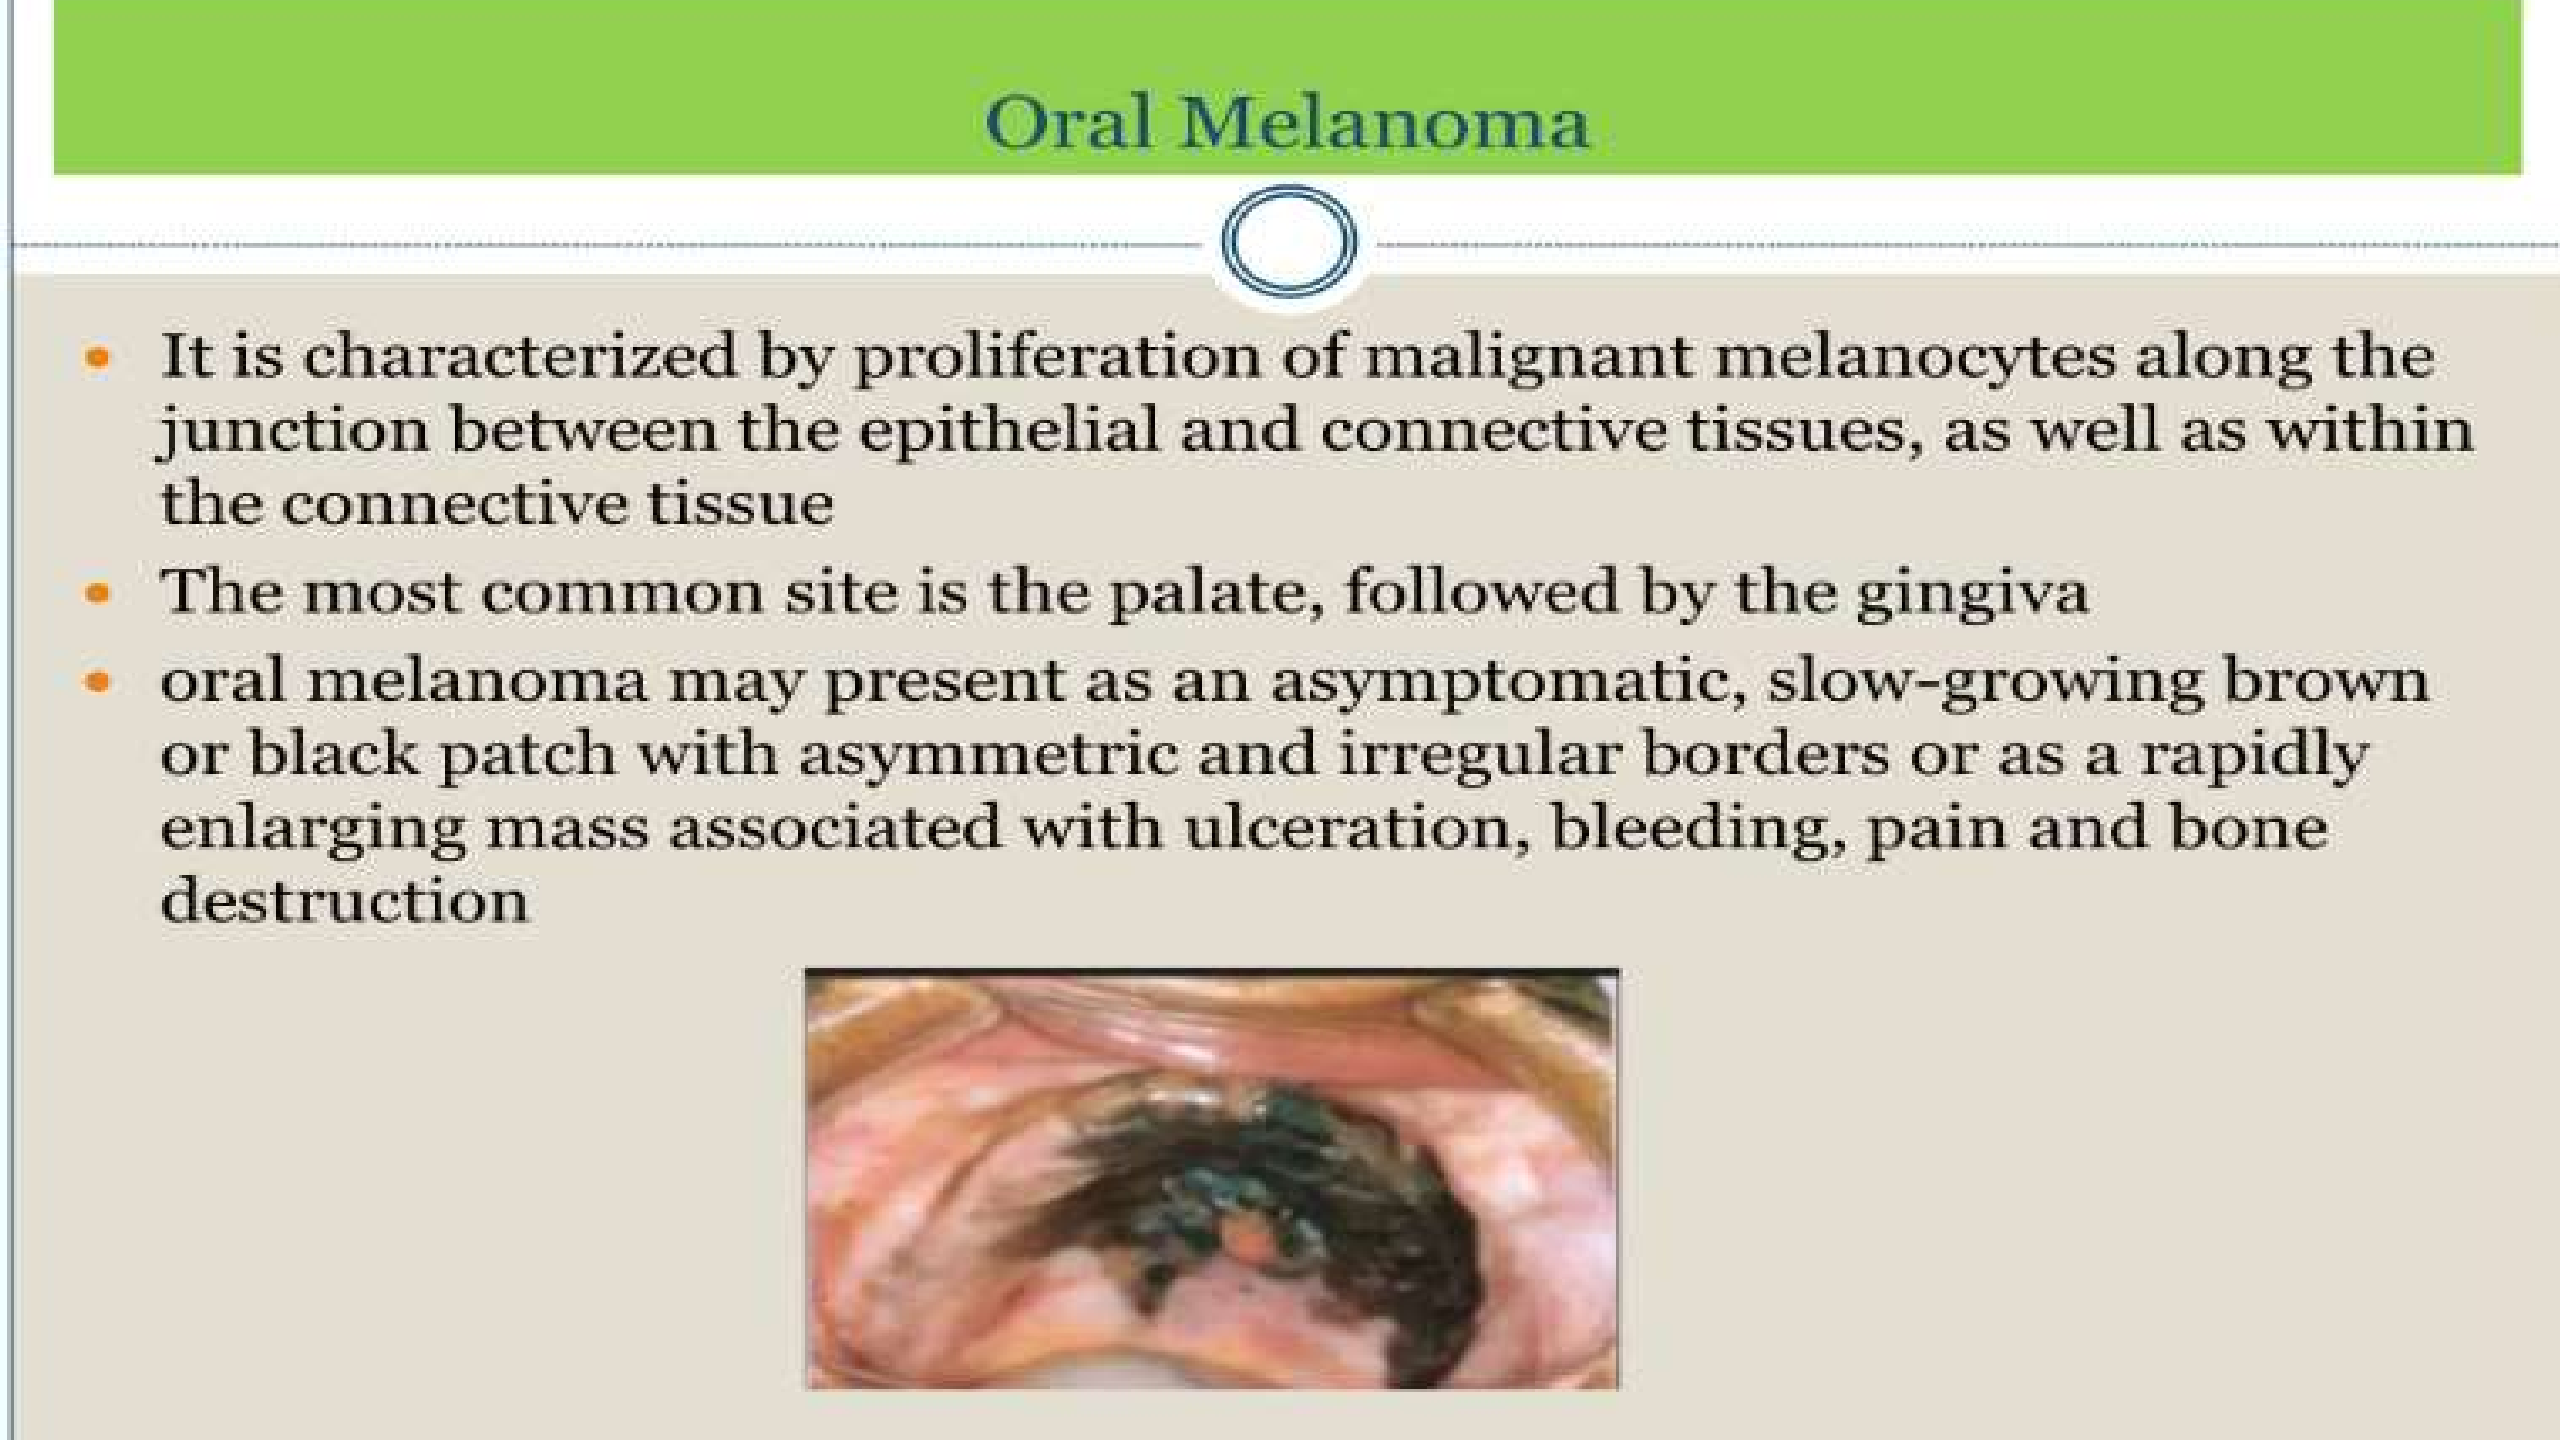 Oral Melanoma
• It is characterized by proliferation of malignant melanocytes along the
junction between the epithelial and connective tissues, as well as within
the connective tissue
• The most common site is the palate, followed by the gingiva
• oral melanoma may present as an asymptomatic, slow-growing brown
or black patch with asymmetric and irregular borders or as a rapidly
enlarging mass associated with ulceration, bleeding, pain and bone
destruction